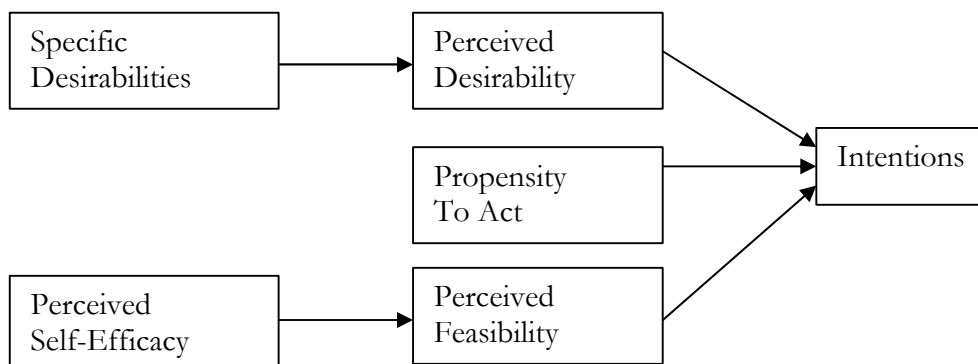 Specific
Desirabilities
Perceived
Desirability
Propensity
To Act
Intentions
Perceived
Self-Efficacy
Perceived
Feasibility